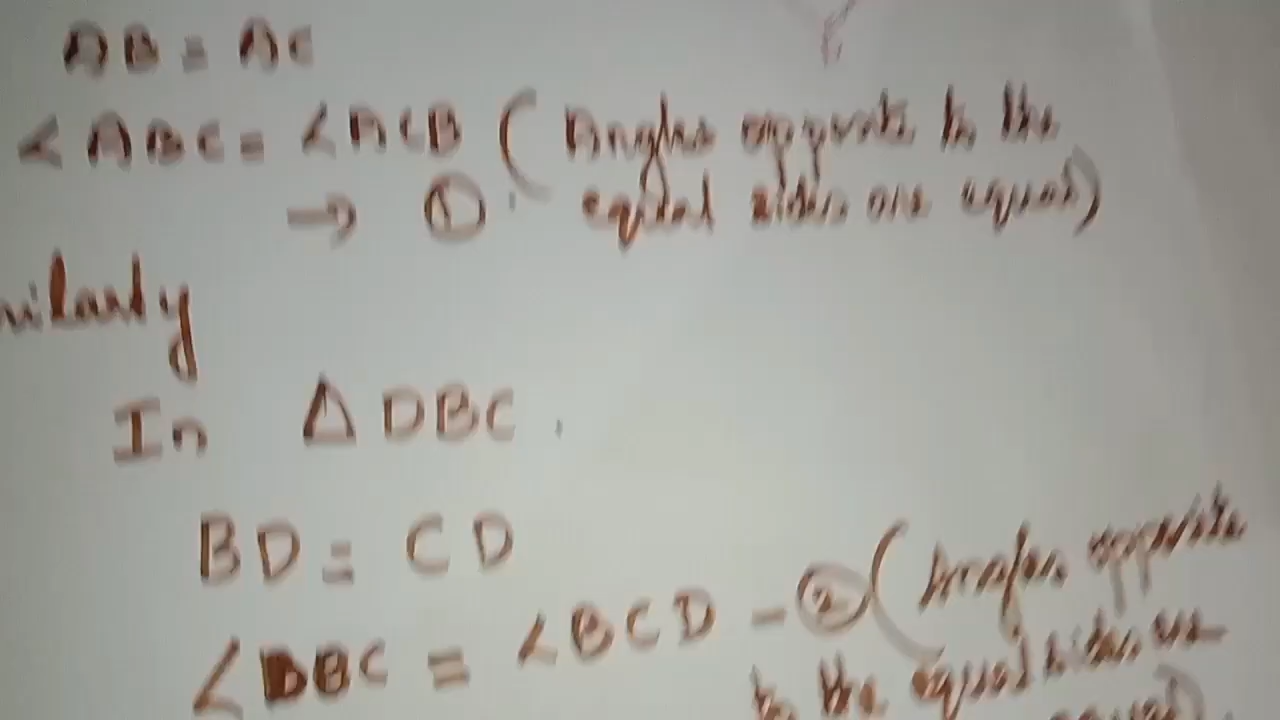 AB = AC
∠ABC = ∠ACB (Angles opposite to the
→ ① equal sides are equal)
milarly
In △ DBC.
BD = CD
∠DBC = ∠BCD - ② (Angles opposite
to the equal sides are
equal).